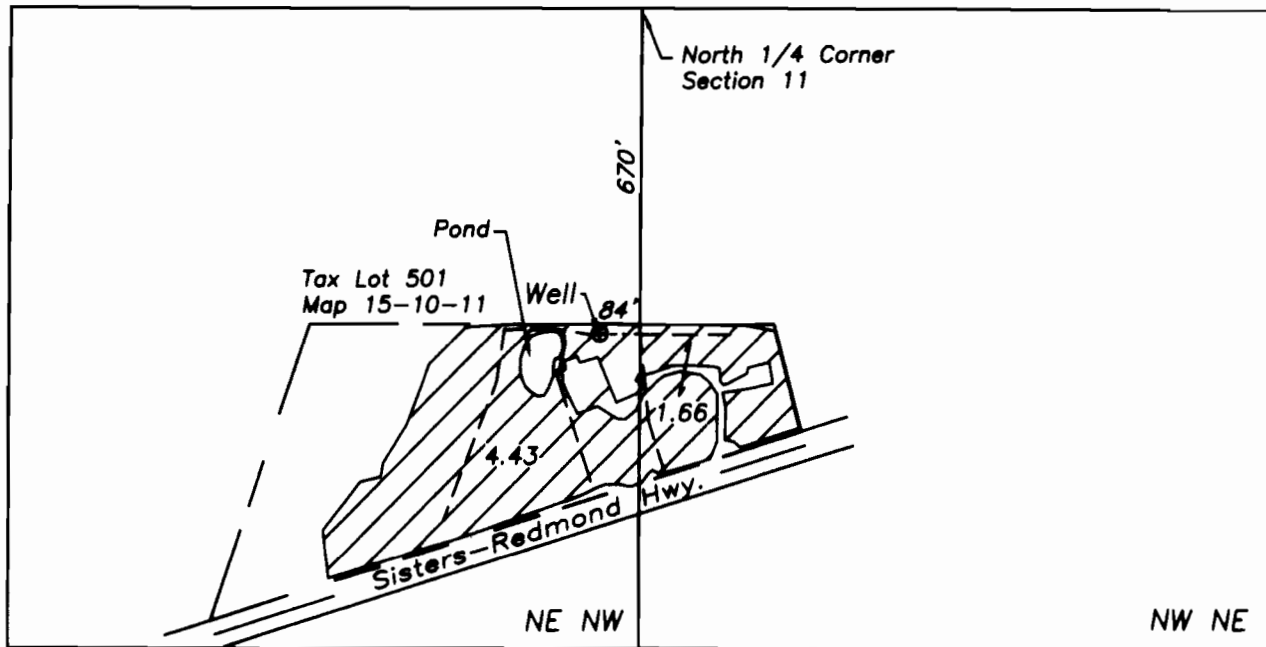 North 1/4 Corner
Section 11
670'
Pond
Tax Lot 501
Map 15-10-11
Well
84'
1.66
4.43
Sisters-Redmond Hwy.
NE NW
NW NE